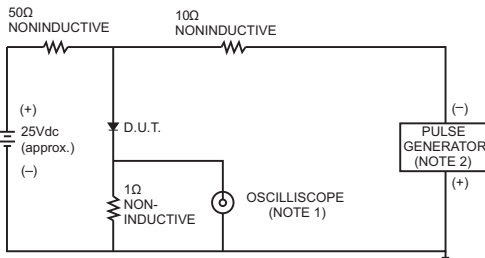 50Ω
NONINDUCTIVE
10Ω
NONINDUCTIVE
(+)
25Vdc
(approx.)
(–)
D.U.T.
1Ω
NON-
INDUCTIVE
OSCILLISCOPE
(NOTE 1)
(–)
PULSE
GENERATOR
(NOTE 2)
(+)